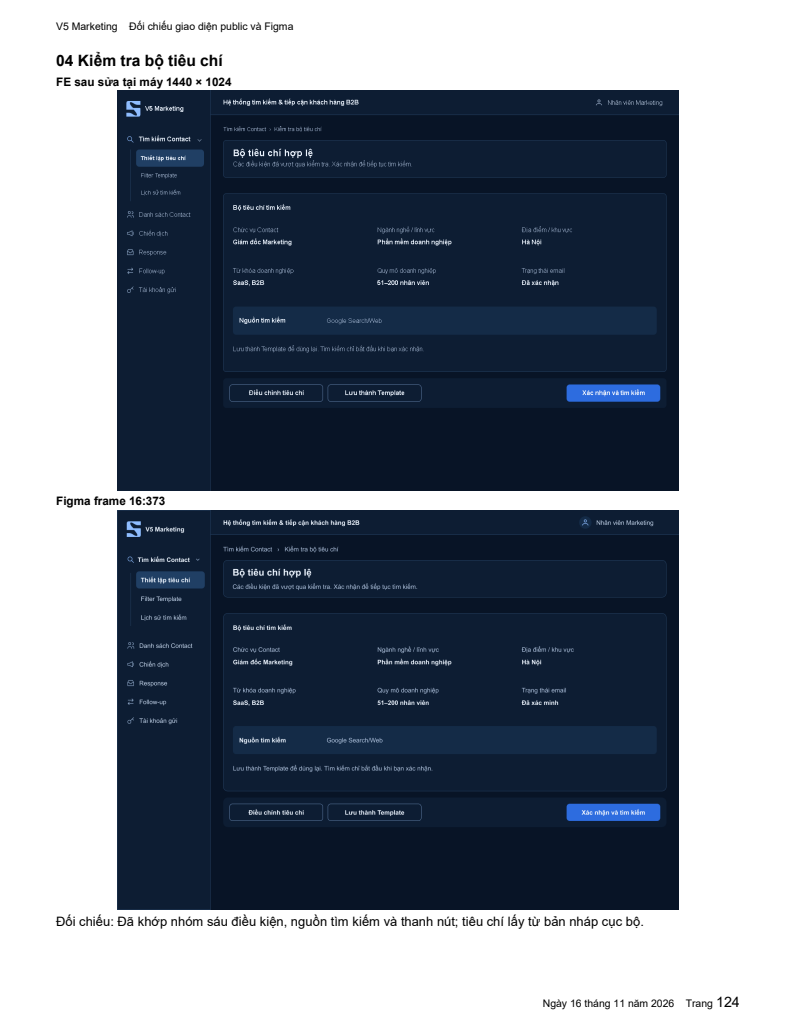 V5 Marketing Đối chiếu giao diện public và Figma
04 Kiểm tra bộ tiêu chí
FE sau sửa tại máy 1440 × 1024
V5 Marketing
Hệ thống tìm kiếm & tiếp cận khách hàng B2B
Nhân viên Marketing
Tìm kiếm Contact
Thiết lập tiêu chí
Filter Template
Lịch sử tìm kiếm
Danh sách Contact
Chiến dịch
Response
Follow-up
Tài khoản gửi
Tìm kiếm Contact › Kiểm tra bộ tiêu chí
Bộ tiêu chí hợp lệ
Các điều kiện đã vượt qua kiểm tra. Xác nhận để tiếp tục tìm kiếm.
Bộ tiêu chí tìm kiếm
Chức vụ Contact Ngành nghề / lĩnh vực Địa điểm / khu vực
Giám đốc Marketing Phần mềm doanh nghiệp Hà Nội
Từ khóa doanh nghiệp Quy mô doanh nghiệp Trạng thái email
SaaS, B2B 51–200 nhân viên Đã xác nhận
Nguồn tìm kiếm Google Search/Web
Lưu thành Template để dùng lại. Tìm kiếm chỉ bắt đầu khi bạn xác nhận.
Điều chỉnh tiêu chí Lưu thành Template Xác nhận và tìm kiếm
Figma frame 16:373
V5 Marketing
Hệ thống tìm kiếm & tiếp cận khách hàng B2B
Nhân viên Marketing
Tìm kiếm Contact
Thiết lập tiêu chí
Filter Template
Lịch sử tìm kiếm
Danh sách Contact
Chiến dịch
Response
Follow-up
Tài khoản gửi
Tìm kiếm Contact › Kiểm tra bộ tiêu chí
Bộ tiêu chí hợp lệ
Các điều kiện đã vượt qua kiểm tra. Xác nhận để tiếp tục tìm kiếm.
Bộ tiêu chí tìm kiếm
Chức vụ Contact Ngành nghề / lĩnh vực Địa điểm / khu vực
Giám đốc Marketing Phần mềm doanh nghiệp Hà Nội
Từ khóa doanh nghiệp Quy mô doanh nghiệp Trạng thái email
SaaS, B2B 51–200 nhân viên Đã xác minh
Nguồn tìm kiếm Google Search/Web
Lưu thành Template để dùng lại. Tìm kiếm chỉ bắt đầu khi bạn xác nhận.
Điều chỉnh tiêu chí Lưu thành Template Xác nhận và tìm kiếm
Đối chiếu: Đã khớp nhóm sáu điều kiện, nguồn tìm kiếm và thanh nút; tiêu chí lấy từ bản nháp cục bộ.
Ngày 16 tháng 11 năm 2026 Trang 124